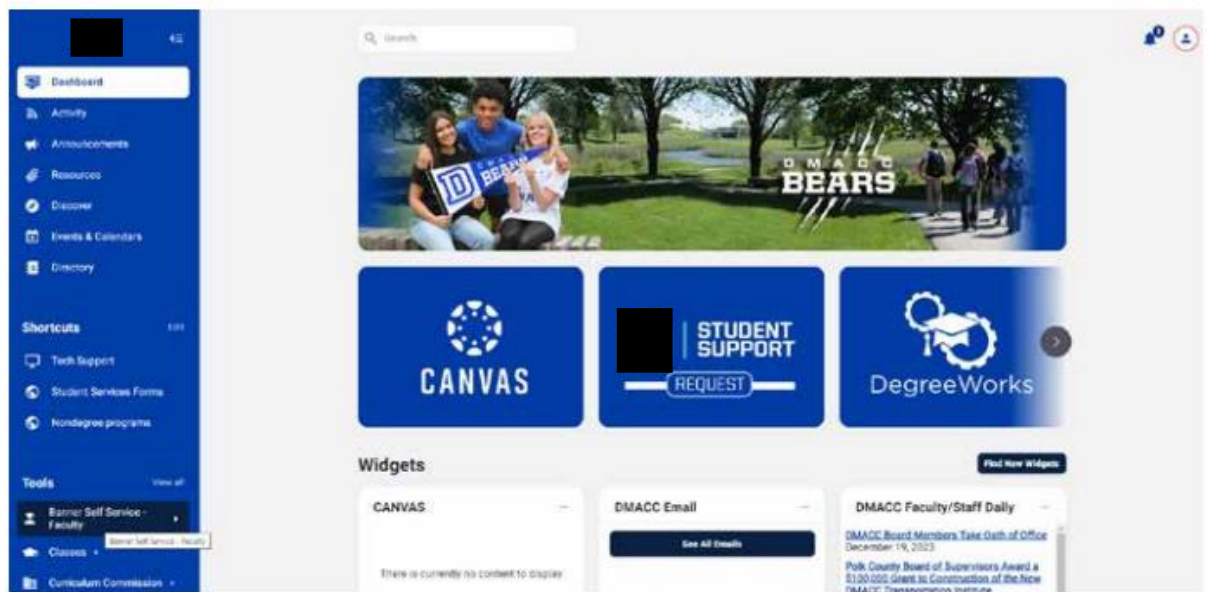 Search
Dashboard
Activity
Announcements
Resources
Discover
Events & Calendars
Directory
Shortcuts
Edit
Tech Support
Student Services Forms
Nondegree programs
Tools
View all
Banner Self Service -
Faculty
Banner Self Service - Faculty
Classes
Curriculum Commission
D
BEARS
DMACC
BEARS
CANVAS
STUDENT
SUPPORT
REQUEST
DegreeWorks
Widgets
Find New Widgets
CANVAS
There is currently no content to display
DMACC Email
See All Emails
DMACC Faculty/Staff Daily
DMACC Board Members Take Oath of Office
December 19, 2023
Polk County Board of Supervisors Award a
$100,000 Grant to Construction of the New
DMACC Transportation Institute